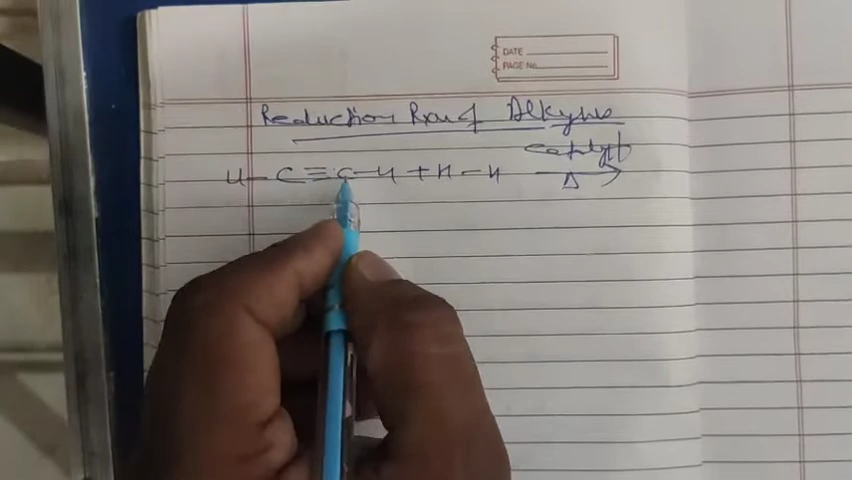 DATE
PAGE No.
Reduction Rxn of Alkyne
Catalyst
H-C≡C-H+H-H
Δ